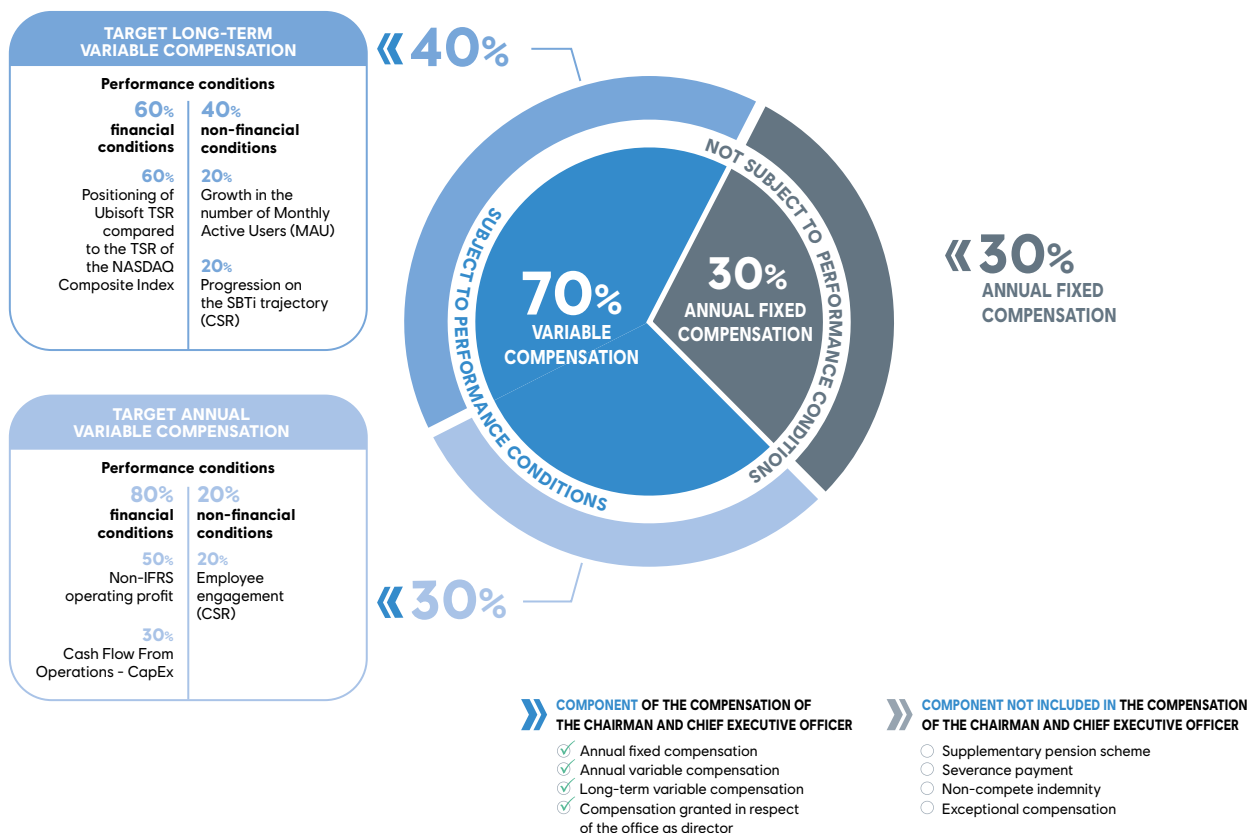 TARGET LONG-TERM
VARIABLE COMPENSATION
Performance conditions
60%
financial
conditions
60%
Positioning of
Ubisoft TSR
compared
to the TSR of
the NASDAQ
Composite Index
40%
non-financial
conditions
20%
Growth in the
number of Monthly
Active Users (MAU)
20%
Progression on
the SBTi trajectory
(CSR)
40%
TARGET ANNUAL
VARIABLE COMPENSATION
Performance conditions
80%
financial
conditions
50%
Non-IFRS
operating profit
30%
Cash Flow From
Operations - CapEx
20%
non-financial
conditions
20%
Employee
engagement
(CSR)
30%
SUBJECT TO PERFORMANCE CONDITIONS
70%
VARIABLE
COMPENSATION
NOT SUBJECT TO PERFORMANCE CONDITIONS
30%
ANNUAL FIXED
COMPENSATION
30%
ANNUAL FIXED
COMPENSATION
COMPONENT OF THE COMPENSATION OF
THE CHAIRMAN AND CHIEF EXECUTIVE OFFICER
Annual fixed compensation
Annual variable compensation
Long-term variable compensation
Compensation granted in respect
of the office as director
COMPONENT NOT INCLUDED IN THE COMPENSATION
OF THE CHAIRMAN AND CHIEF EXECUTIVE OFFICER
Supplementary pension scheme
Severance payment
Non-compete indemnity
Exceptional compensation